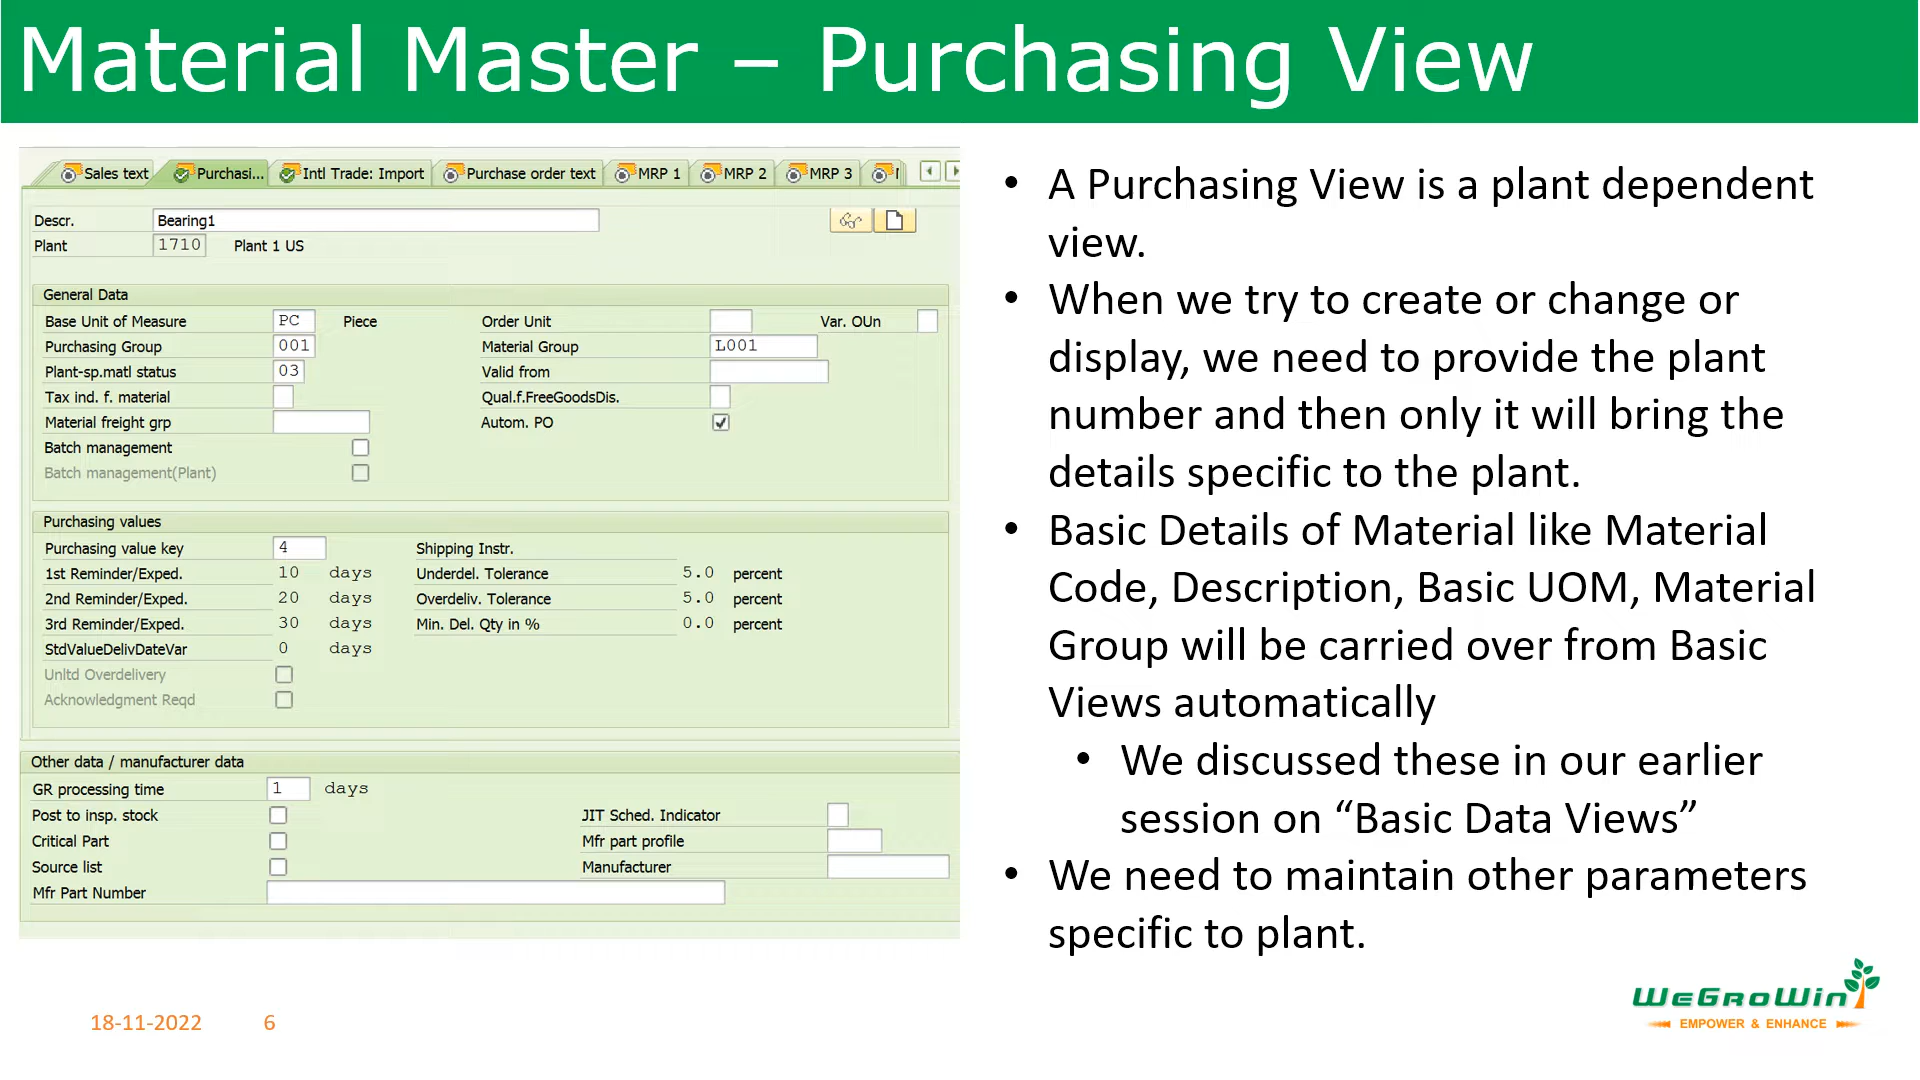 Material Master – Purchasing View
Sales text Purchasi... Intl Trade: Import Purchase order text MRP 1 MRP 2 MRP 3
Descr. Bearing1
Plant 1710 Plant 1 US
General Data
Base Unit of Measure PC Piece Order Unit Var. OUn
Purchasing Group 001 Material Group L001
Plant-sp.matl status 03 Valid from
Tax ind. f. material Qual.f.FreeGoodsDis.
Material freight grp Autom. PO
Batch management
Batch management(Plant)
Purchasing values
Purchasing value key 4 Shipping Instr.
1st Reminder/Exped. 10 days Underdel. Tolerance 5.0 percent
2nd Reminder/Exped. 20 days Overdeliv. Tolerance 5.0 percent
3rd Reminder/Exped. 30 days Min. Del. Qty in % 0.0 percent
StdValueDelivDateVar 0 days
Unltd Overdelivery
Acknowledgment Reqd
Other data / manufacturer data
GR processing time 1 days
Post to insp. stock JIT Sched. Indicator
Critical Part Mfr part profile
Source list Manufacturer
Mfr Part Number
• A Purchasing View is a plant dependent
view.
• When we try to create or change or
display, we need to provide the plant
number and then only it will bring the
details specific to the plant.
• Basic Details of Material like Material
Code, Description, Basic UOM, Material
Group will be carried over from Basic
Views automatically
• We discussed these in our earlier
session on “Basic Data Views”
• We need to maintain other parameters
specific to plant.
18-11-2022 6
WeGroWin
EMPOWER & ENHANCE